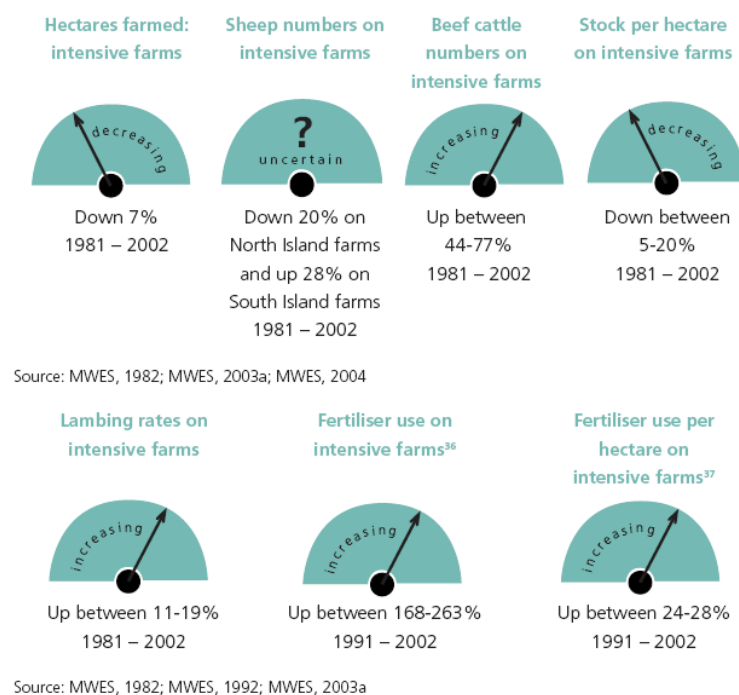 Hectares farmed:
intensive farms
decreasing
Down 7%
1981 – 2002
Sheep numbers on
intensive farms
?
uncertain
Down 20% on
North Island farms
and up 28% on
South Island farms
1981 – 2002
Beef cattle
numbers on
intensive farms
increasing
Up between
44-77%
1981 – 2002
Stock per hectare
on intensive farms
decreasing
Down between
5-20%
1981 – 2002
Source: MWES, 1982; MWES, 2003a; MWES, 2004
Lambing rates on
intensive farms
increasing
Up between 11-19%
1981 – 2002
Fertiliser use on
intensive farms³⁶
increasing
Up between 168-263%
1991 – 2002
Fertiliser use per
hectare on
intensive farms³⁷
increasing
Up between 24-28%
1991 – 2002
Source: MWES, 1982; MWES, 1992; MWES, 2003a